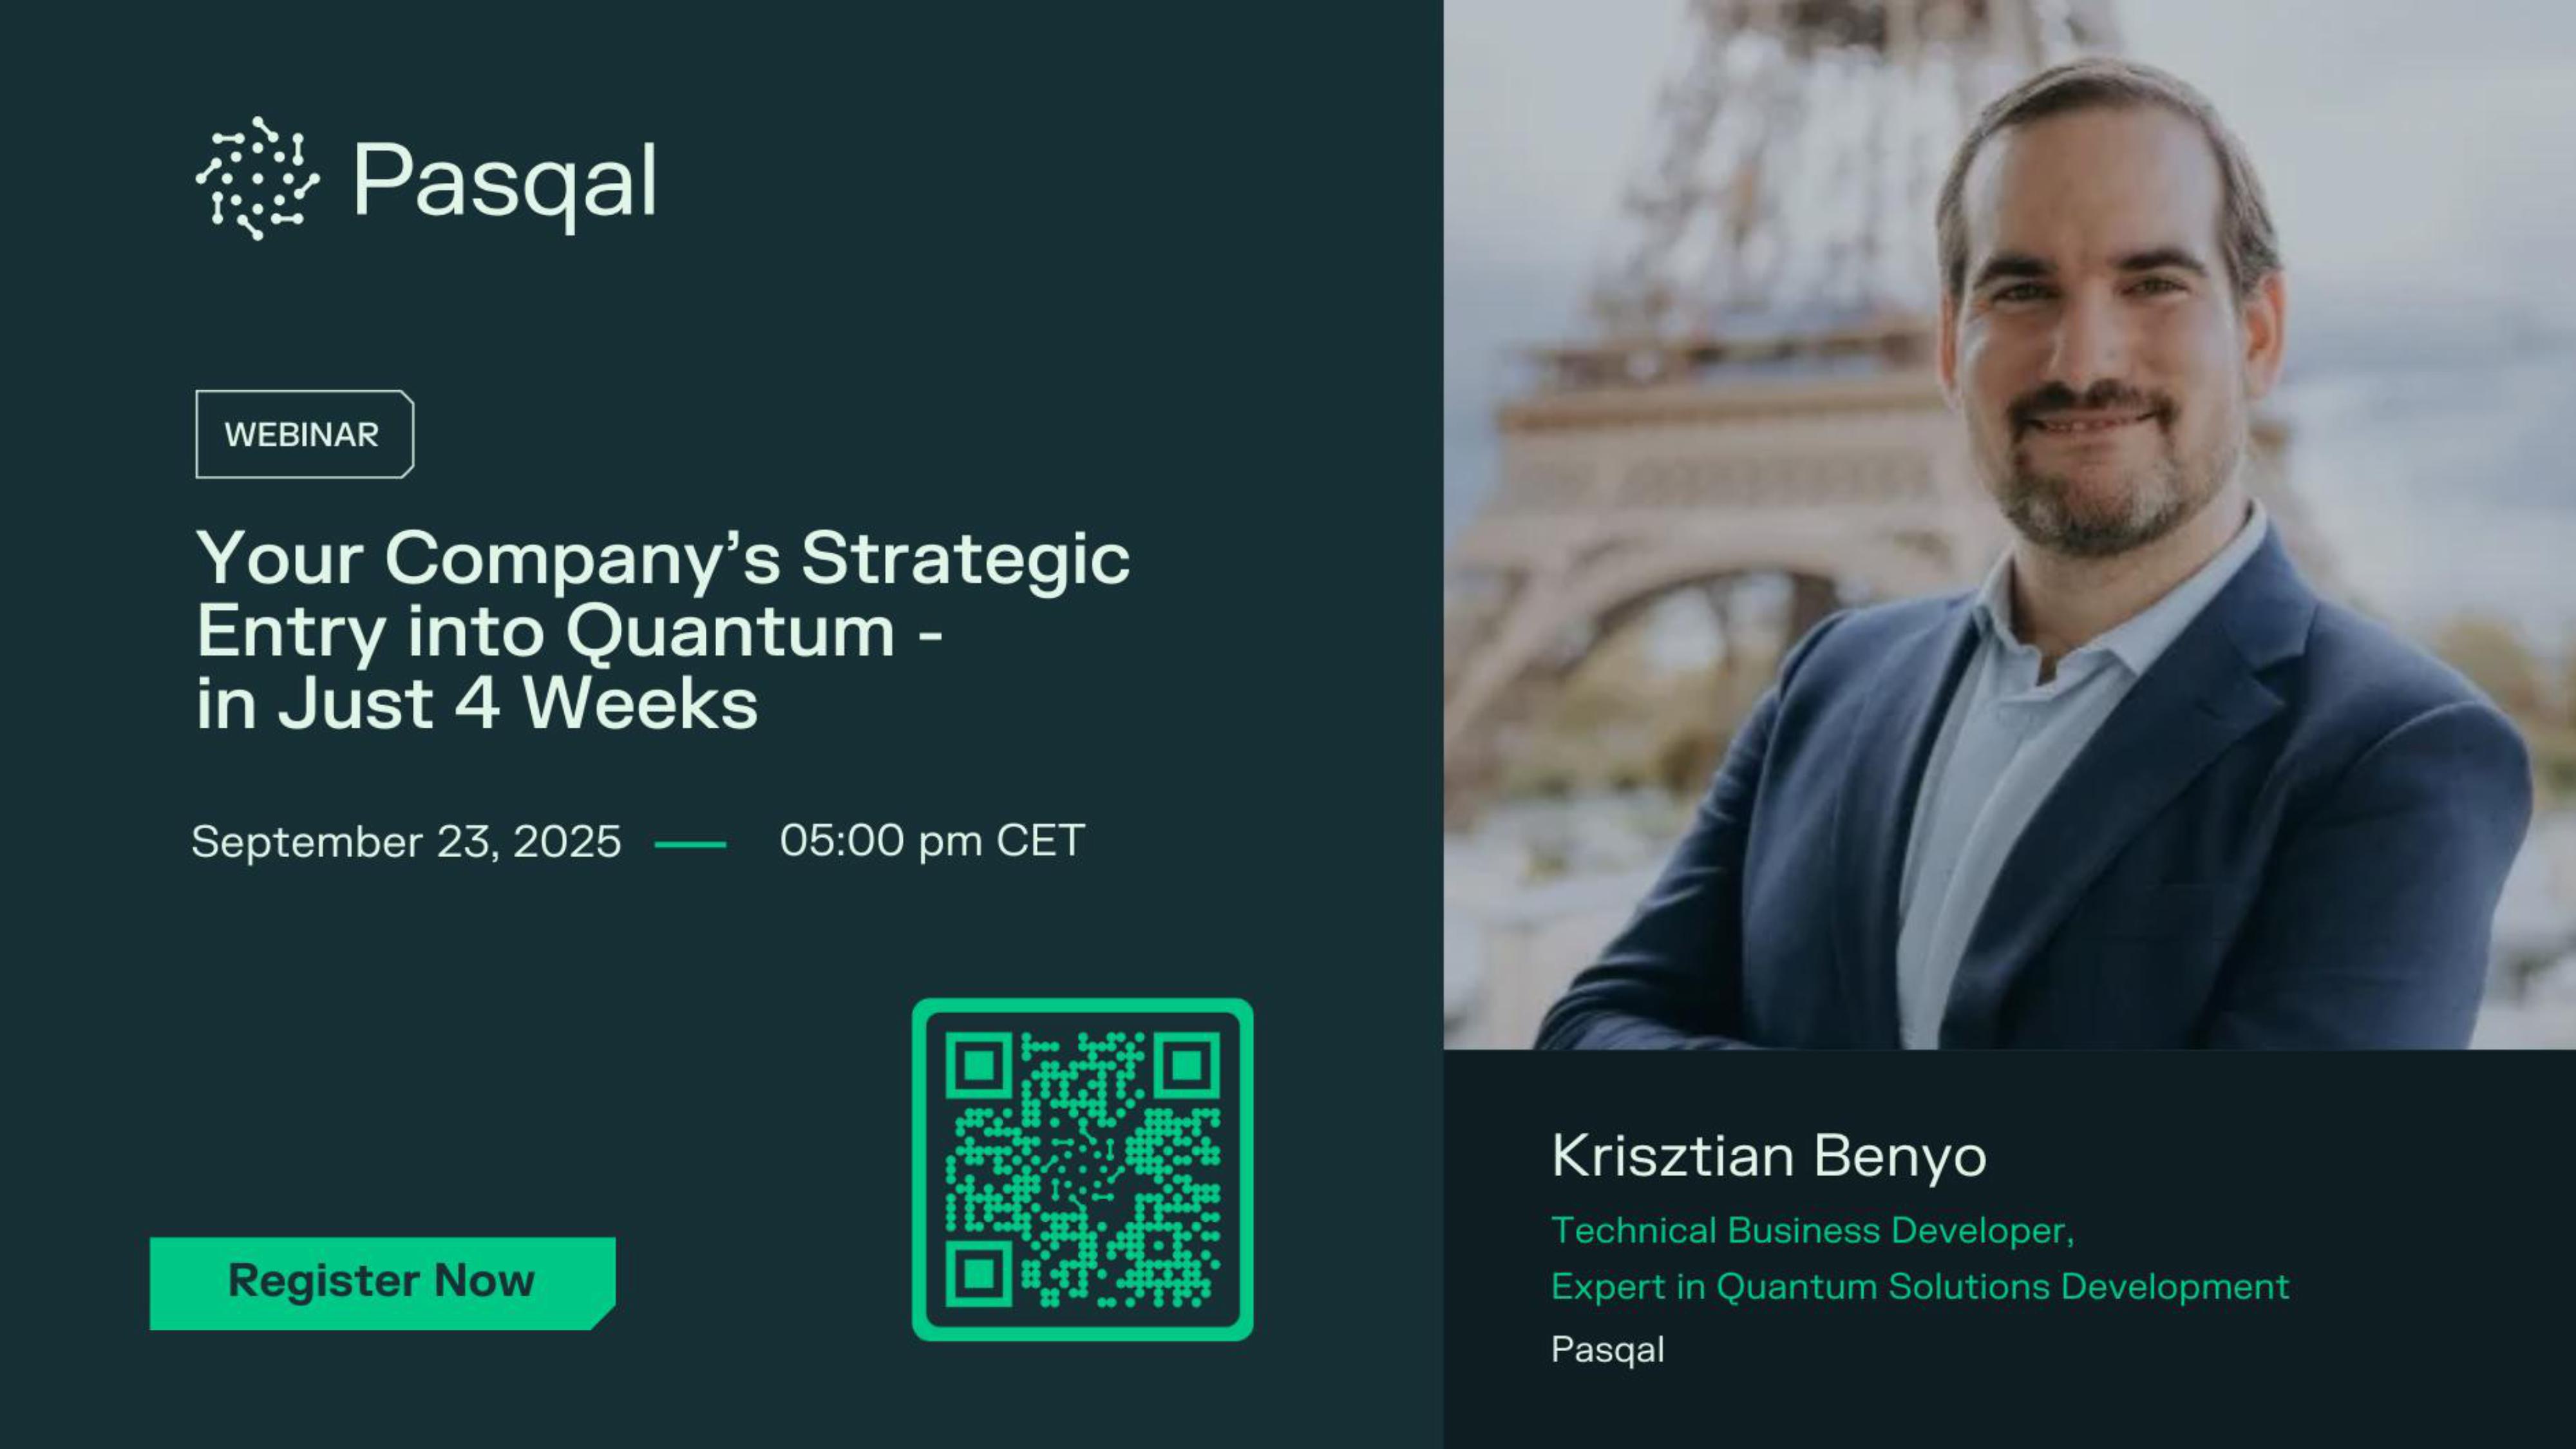 Pasqal
WEBINAR
Your Company’s Strategic
Entry into Quantum -
in Just 4 Weeks
September 23, 2025
05:00 pm CET
Register Now
Krisztian Benyo
Technical Business Developer,
Expert in Quantum Solutions Development
Pasqal